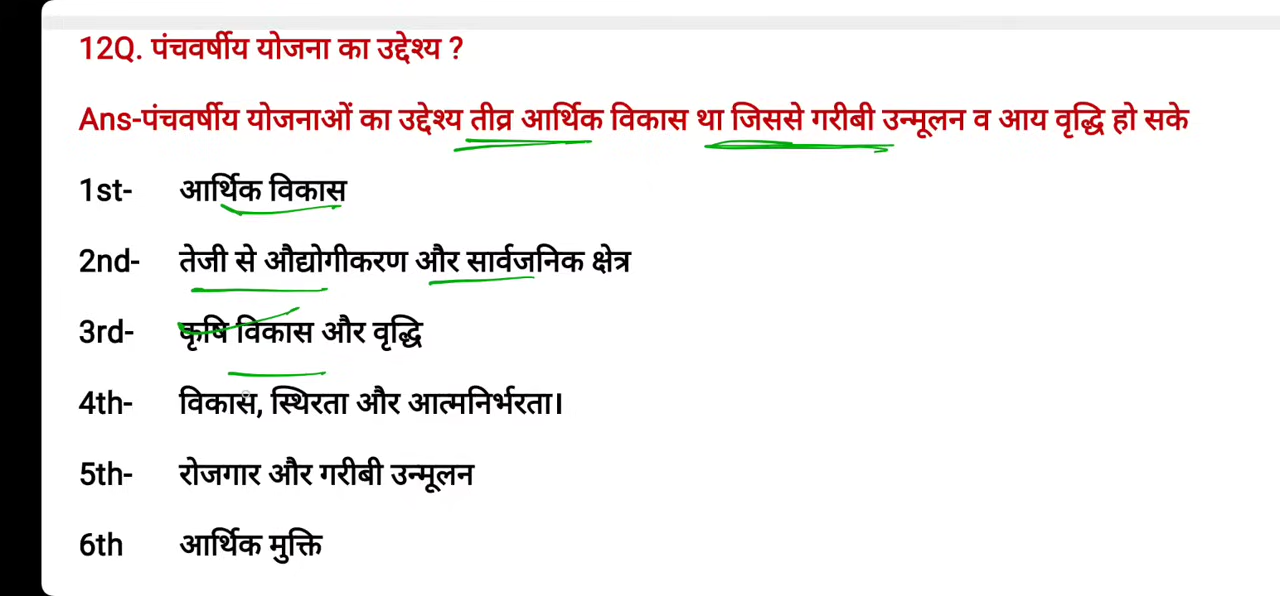 12Q. पंचवर्षीय योजना का उद्देश्य ?
Ans-पंचवर्षीय योजनाओं का उद्देश्य तीव्र आर्थिक विकास था जिससे गरीबी उन्मूलन व आय वृद्धि हो सके
1st- आर्थिक विकास
2nd- तेजी से औद्योगीकरण और सार्वजनिक क्षेत्र
3rd- कृषि विकास और वृद्धि
4th- विकास, स्थिरता और आत्मनिर्भरता।
5th- रोजगार और गरीबी उन्मूलन
6th आर्थिक मुक्ति